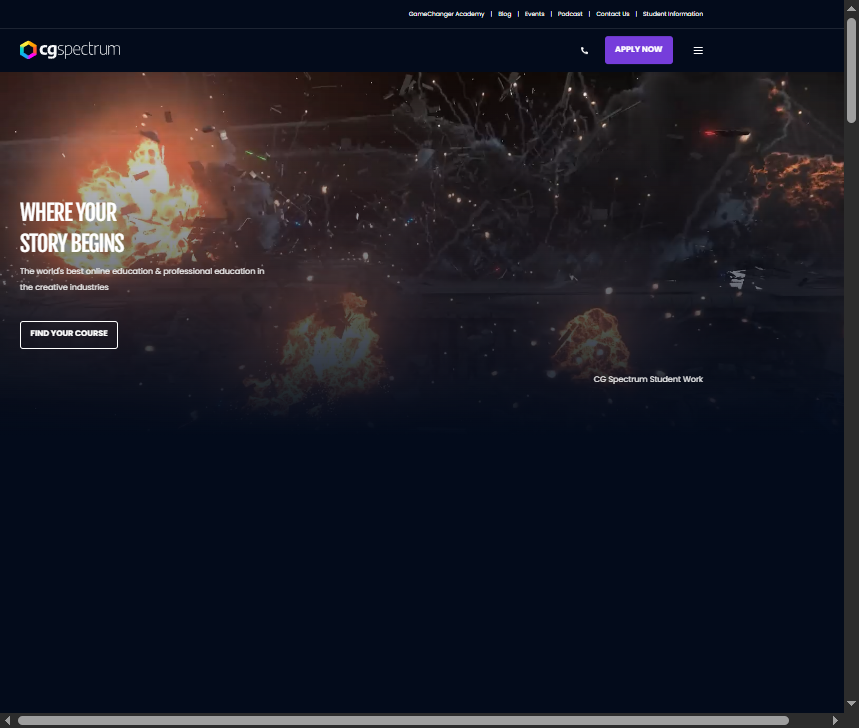 GameChanger Academy | Blog | Events | Podcast | Contact Us | Student Information
cgspectrum
APPLY NOW
WHERE YOUR
STORY BEGINS
The world's best online education & professional education in
the creative industries
FIND YOUR COURSE
CG Spectrum Student Work